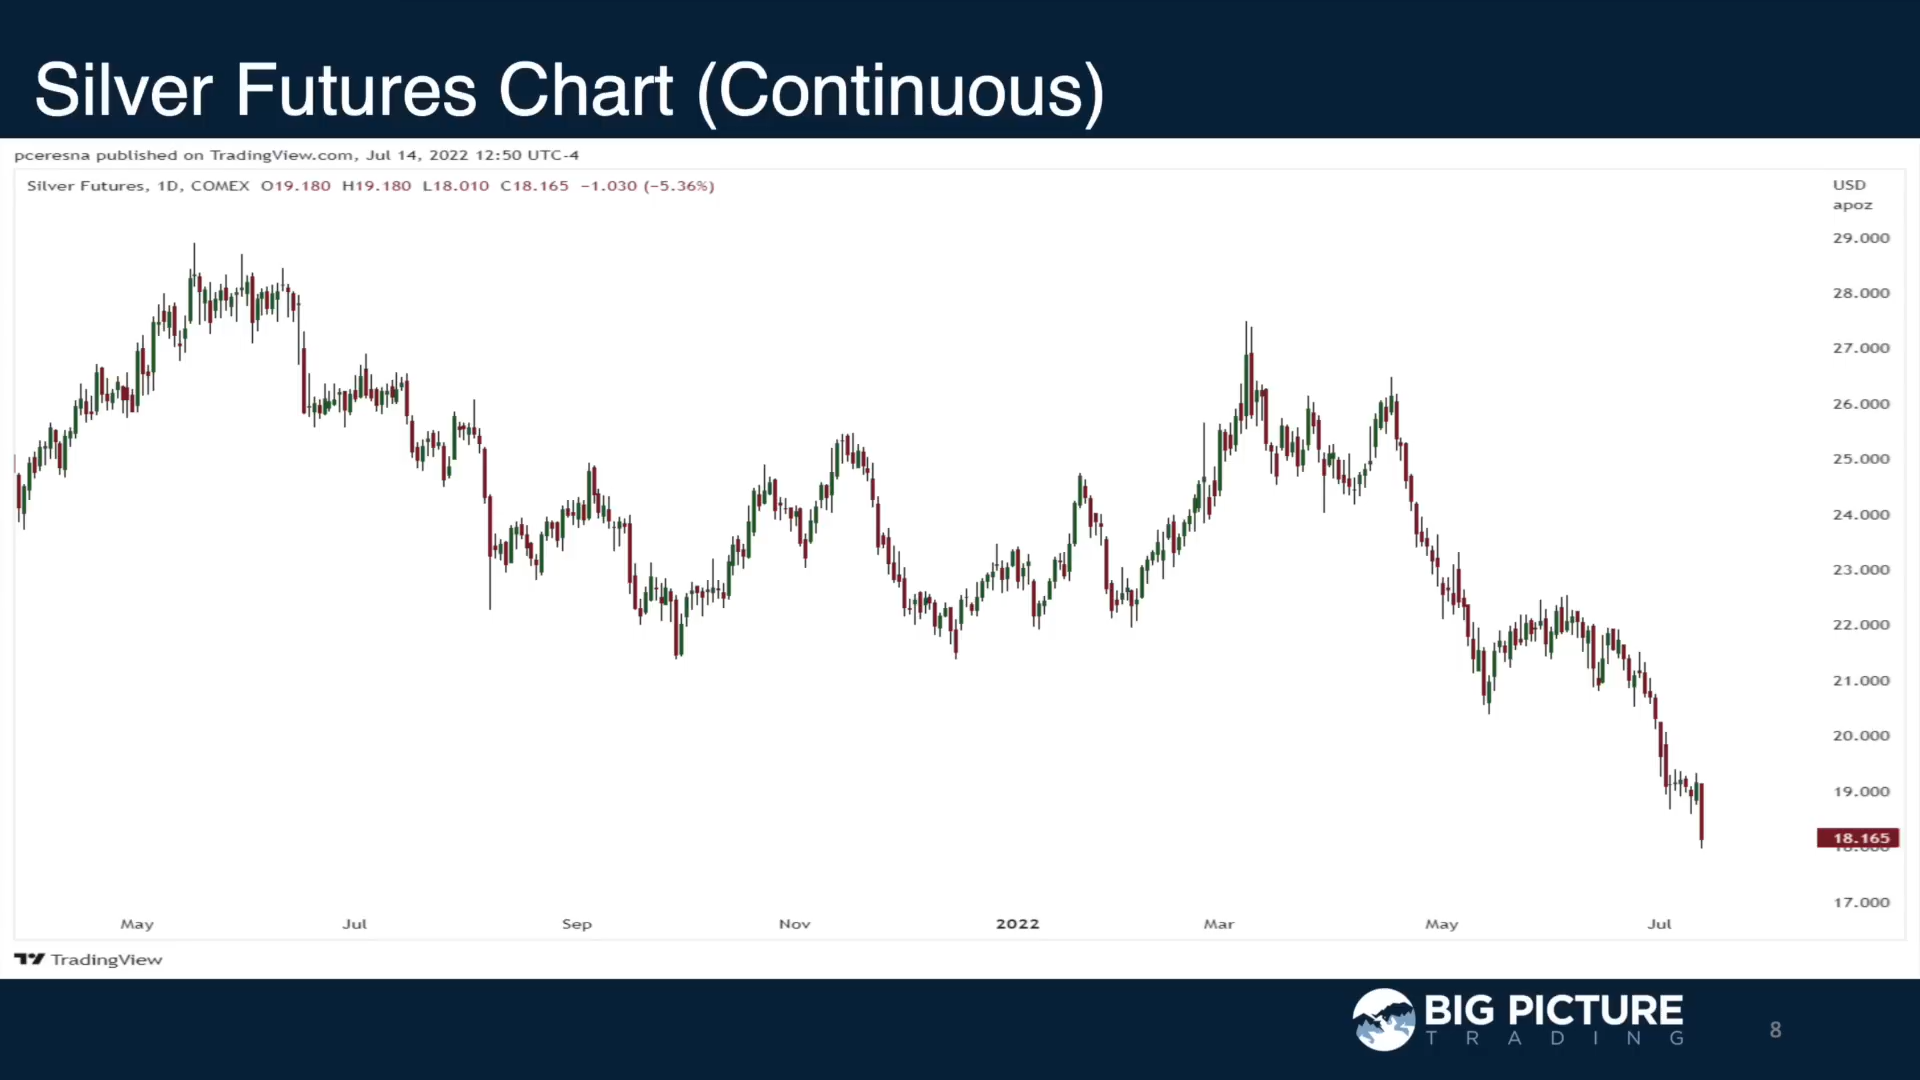 Silver Futures Chart (Continuous)
pceresna published on TradingView.com, Jul 14, 2022 12:50 UTC-4
Silver Futures, 1D, COMEX O19.180 H19.180 L18.010 C18.165 −1.030 (−5.36%)
USD
apoz
29.000
28.000
27.000
26.000
25.000
24.000
23.000
22.000
21.000
20.000
19.000
18.165
18.000
17.000
May Jul Sep Nov 2022 Mar May Jul
TradingView
BIG PICTURE
TRADING
8